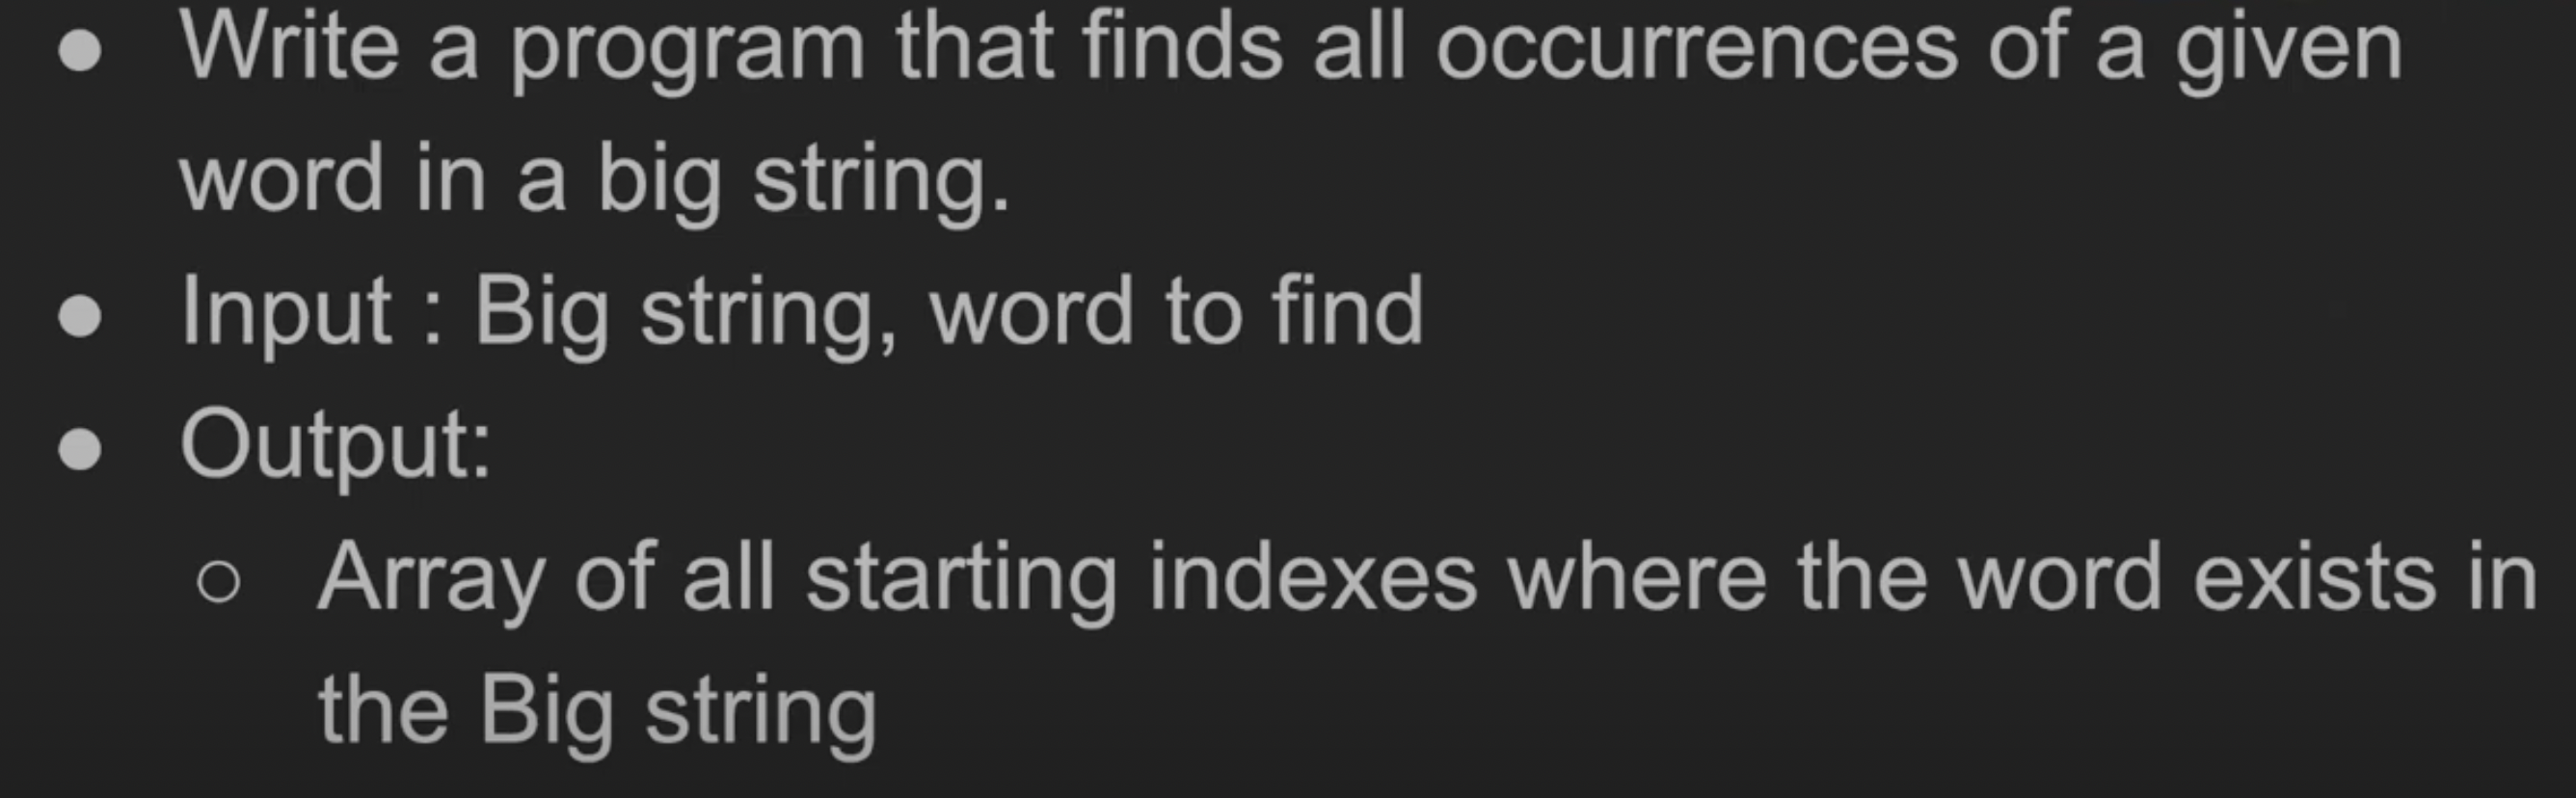 ● Write a program that finds all occurrences of a given
word in a big string.
● Input : Big string, word to find
● Output:
○ Array of all starting indexes where the word exists in
the Big string